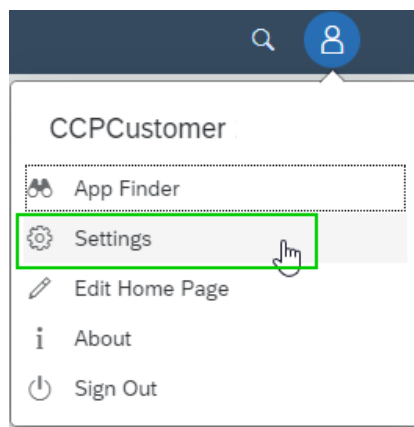 CCPCustomer
App Finder
Settings
Edit Home Page
About
Sign Out